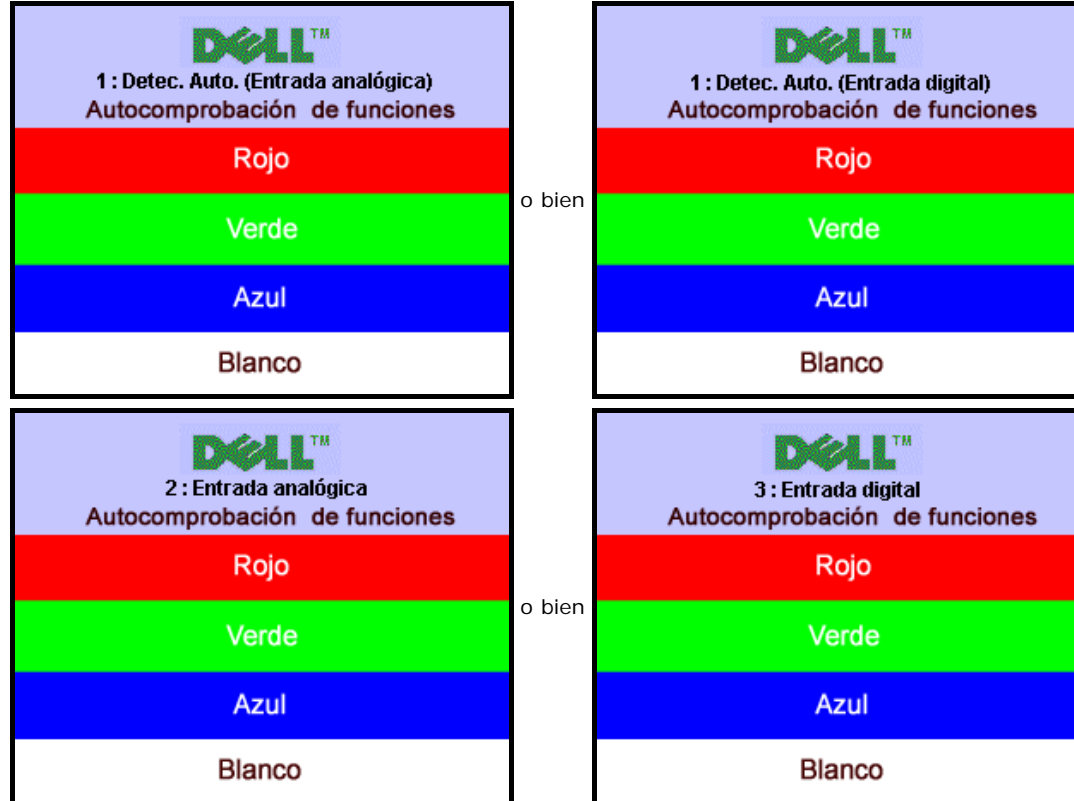 DELL™
1 : Detec. Auto. (Entrada analógica)
Autocomprobación de funciones
Rojo
Verde
Azul
Blanco
o bien
DELL™
1 : Detec. Auto. (Entrada digital)
Autocomprobación de funciones
Rojo
Verde
Azul
Blanco
DELL™
2 : Entrada analógica
Autocomprobación de funciones
Rojo
Verde
Azul
Blanco
o bien
DELL™
3 : Entrada digital
Autocomprobación de funciones
Rojo
Verde
Azul
Blanco